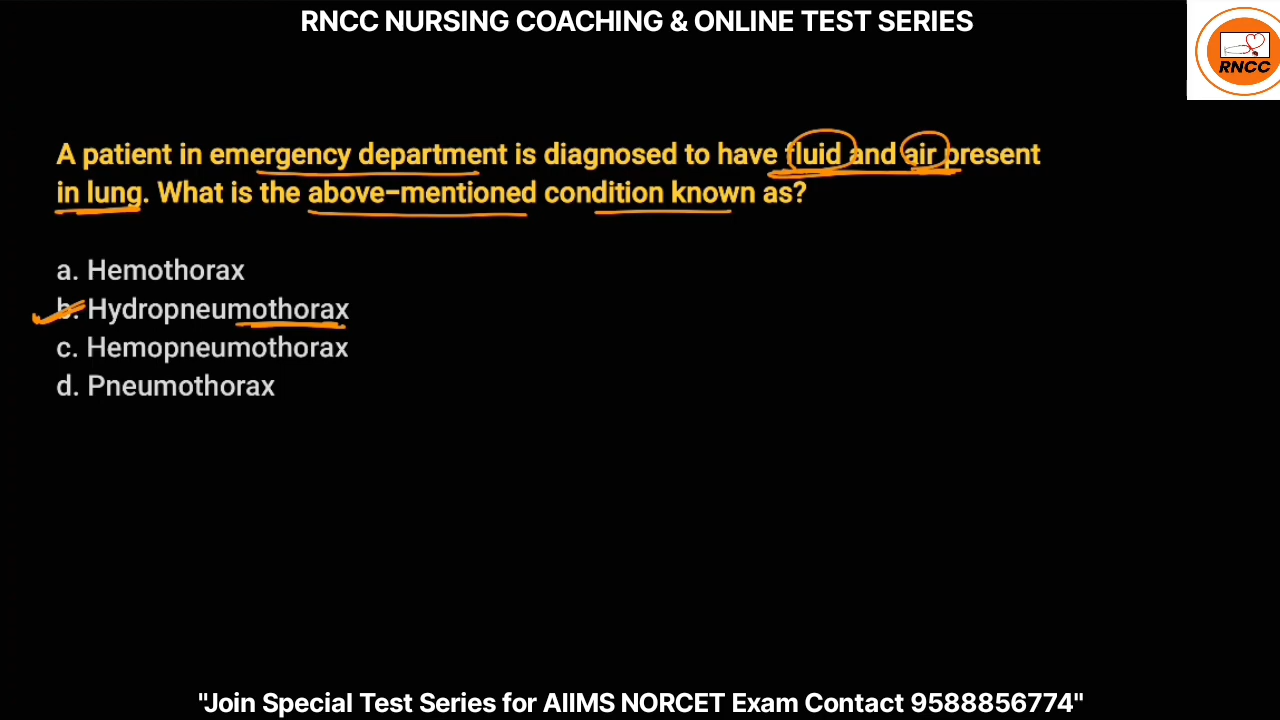 RNCC NURSING COACHING & ONLINE TEST SERIES
RNCC
A patient in emergency department is diagnosed to have fluid and air present
in lung. What is the above-mentioned condition known as?
a. Hemothorax
b. Hydropneumothorax
c. Hemopneumothorax
d. Pneumothorax
"Join Special Test Series for AIIMS NORCET Exam Contact 9588856774"